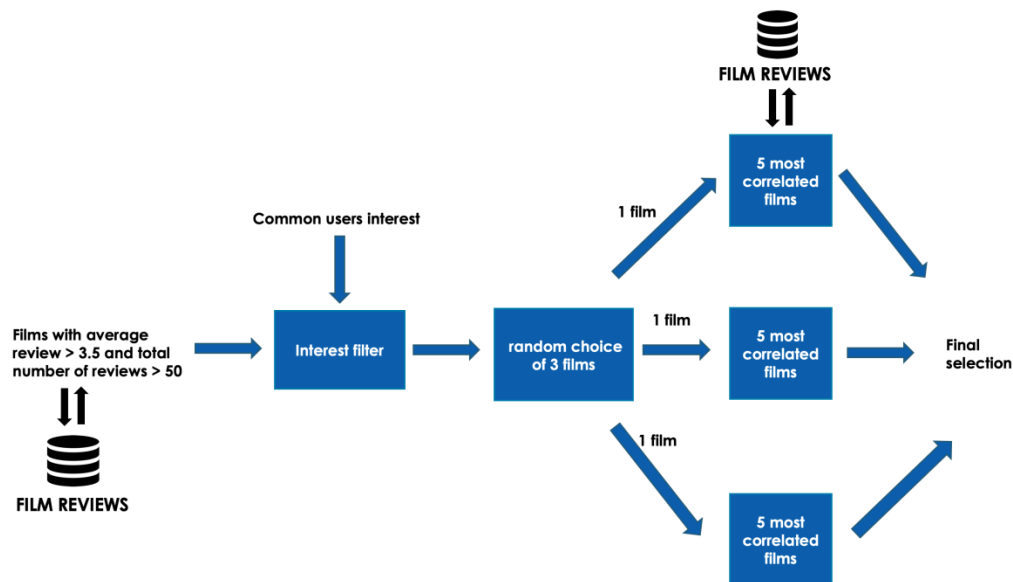 FILM REVIEWS
5 most
correlated
films
1 film
Common users interest
Films with average
review > 3.5 and total
number of reviews > 50
Interest filter
random choice
of 3 films
1 film
5 most
correlated
films
Final
selection
1 film
FILM REVIEWS
5 most
correlated
films